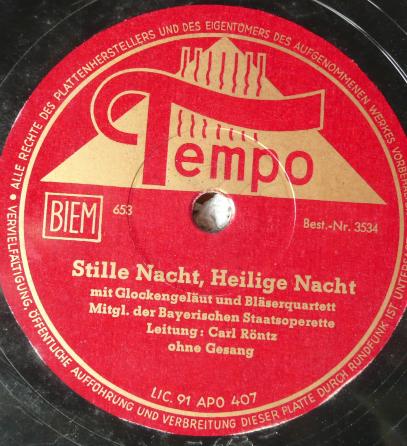 ALLE RECHTE DES PLATTENHERSTELLERS UND DES EIGENTÜMERS DES AUFGENOMMENEN WERKES VORBEHALTEN
Tempo
BIEM
653
Best.-Nr. 3534
Stille Nacht, Heilige Nacht
mit Glockengeläut und Bläserquartett
Mitgl. der Bayerischen Staatsoperette
Leitung: Carl Röntz
ohne Gesang
LIC. 91 APO 407
• VERVIELFÄLTIGUNG, ÖFFENTLICHE AUFFÜHRUNG UND VERBREITUNG DIESER PLATTE DURCH RUNDFUNK IST